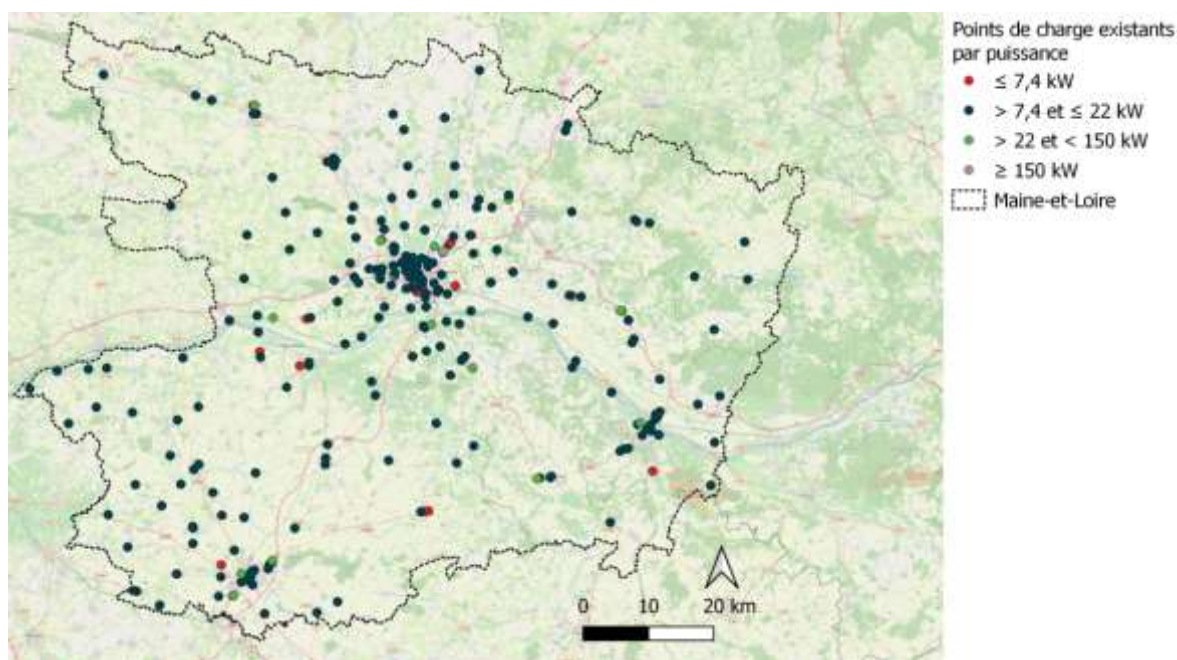 Points de charge existants
par puissance
≤ 7,4 kW
> 7,4 et ≤ 22 kW
> 22 et < 150 kW
≥ 150 kW
Maine-et-Loire
0 10 20 km